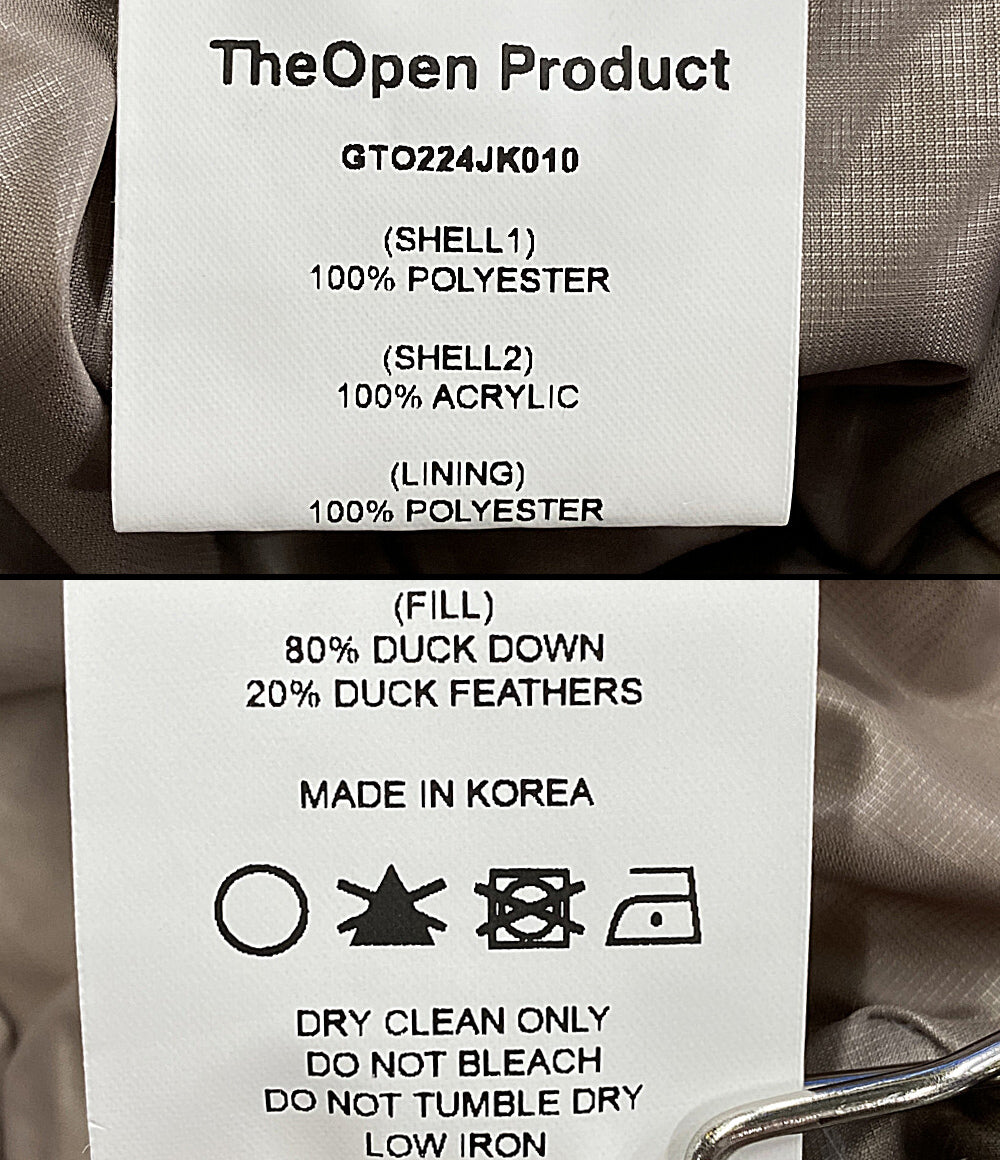 TheOpen Product
GTO224JK010
(SHELL1)
100% POLYESTER
(SHELL2)
100% ACRYLIC
(LINING)
100% POLYESTER
(FILL)
80% DUCK DOWN
20% DUCK FEATHERS
MADE IN KOREA
DRY CLEAN ONLY
DO NOT BLEACH
DO NOT TUMBLE DRY
LOW IRON